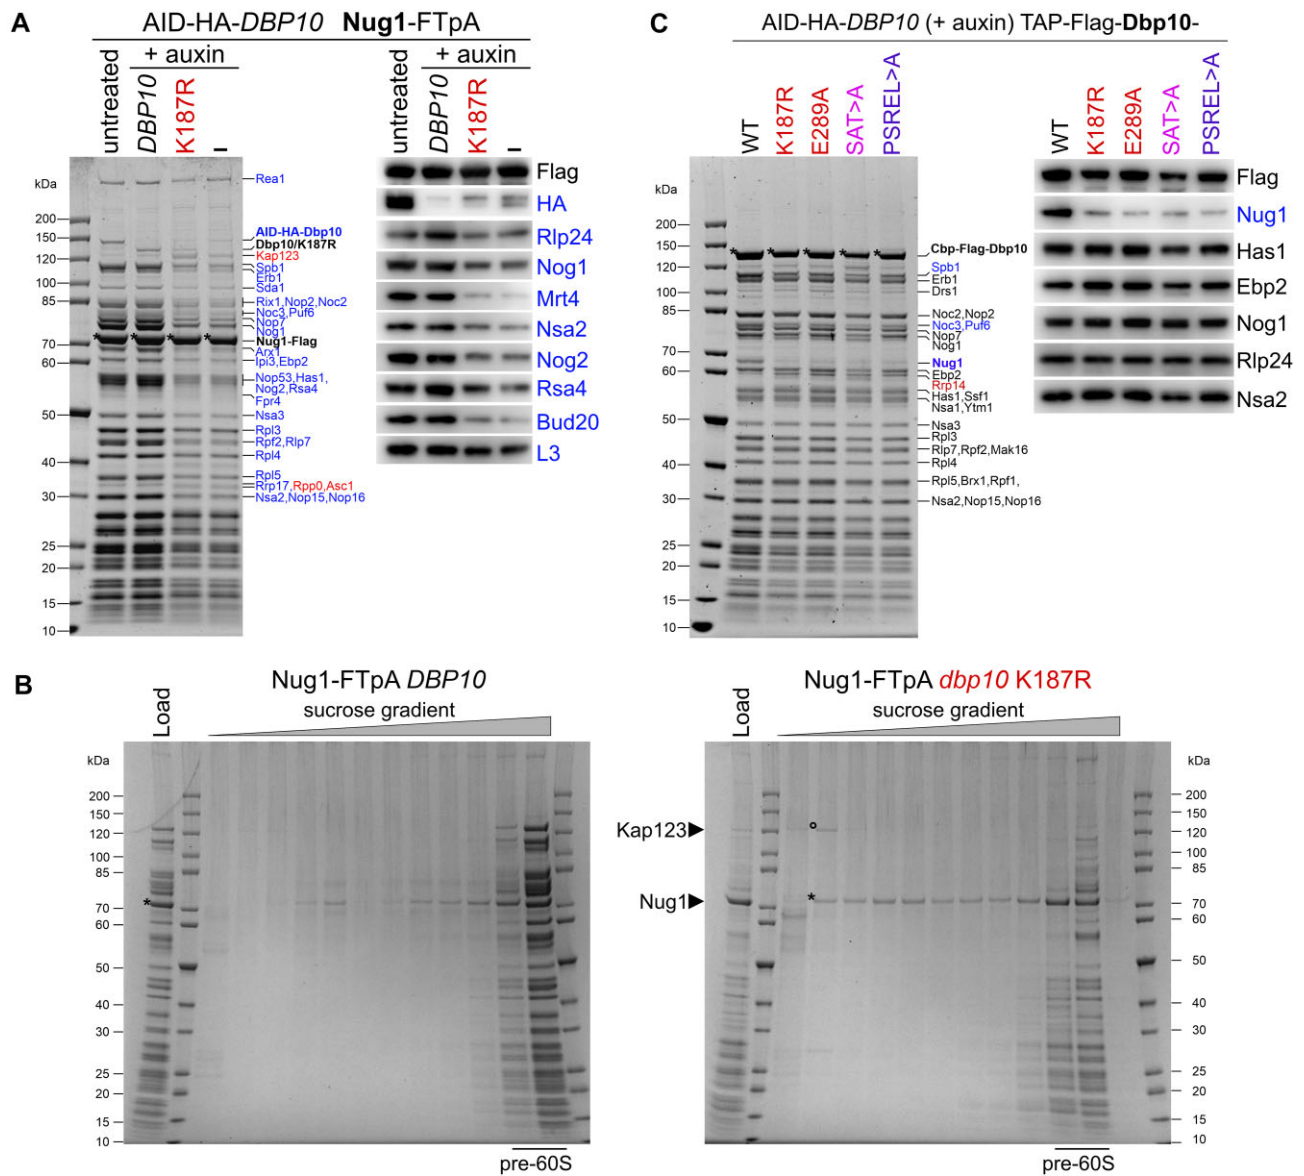 A
AID-HA-DBP10 Nug1-FTpA
+ auxin
untreated
DBP10
K187R
–
kDa
200
150
120
100
85
70
60
50
40
30
25
20
15
10
*
*
*
*
Rea1
AID-HA-Dbp10
Dbp10/K187R
Kap123
Spb1
Erb1
Sda1
Rix1,Nop2,Noc2
Noc3,Puf6
Nop7
Nog1
Nug1-Flag
Arx1
Ipi3,Ebp2
Nop53,Has1,
Nog2,Rsa4
Fpr4
Nsa3
Rpl3
Rpf2,Rlp7
Rpl4
Rpl5
Rrp17,Rpp0,Asc1
Nsa2,Nop15,Nop16
+ auxin
untreated
DBP10
K187R
–
Flag
HA
Rlp24
Nog1
Mrt4
Nsa2
Nog2
Rsa4
Bud20
L3
C
AID-HA-DBP10 (+ auxin) TAP-Flag-Dbp10-
WT
K187R
E289A
SAT>A
PSREL>A
kDa
200
150
120
100
85
70
60
50
40
30
25
20
15
10
*
*
*
*
*
Cbp-Flag-Dbp10
Spb1
Erb1
Drs1
Noc2,Nop2
Noc3,Puf6
Nop7
Nog1
Nug1
Ebp2
Rrp14
Has1,Ssf1
Nsa1,Ytm1
Nsa3
Rpl3
Rlp7,Rpf2,Mak16
Rpl4
Rpl5,Brx1,Rpf1,
Nsa2,Nop15,Nop16
WT
K187R
E289A
SAT>A
PSREL>A
Flag
Nug1
Has1
Ebp2
Nog1
Rlp24
Nsa2
B
Nug1-FTpA DBP10
sucrose gradient
Load
kDa
200
150
120
100
85
70
60
50
40
30
25
20
15
10
*
pre-60S
Nug1-FTpA dbp10 K187R
sucrose gradient
Load
Kap123
Nug1
*
kDa
200
150
120
100
85
70
60
50
40
30
25
20
15
10
pre-60S